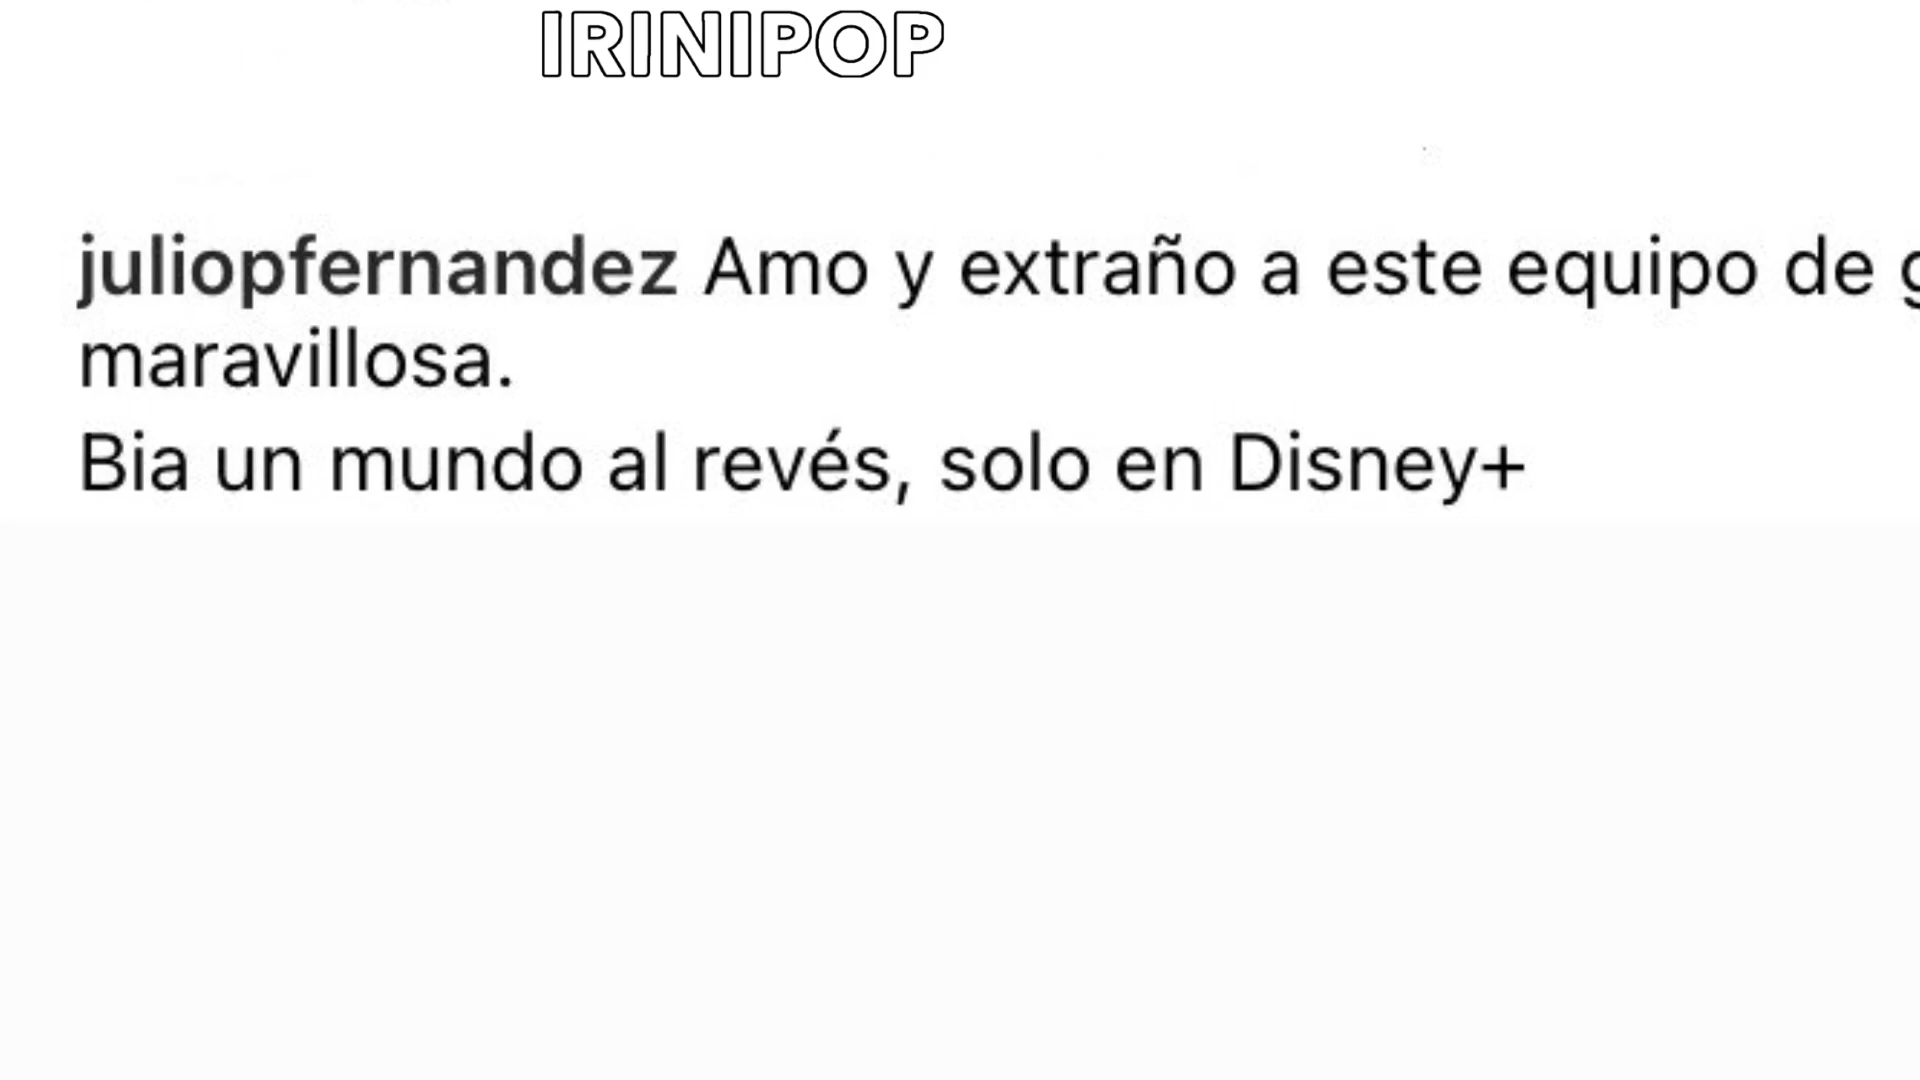 IRINIPOP
juliopfernandez Amo y extraño a este equipo de
maravillosa.
Bia un mundo al revés, solo en Disney+